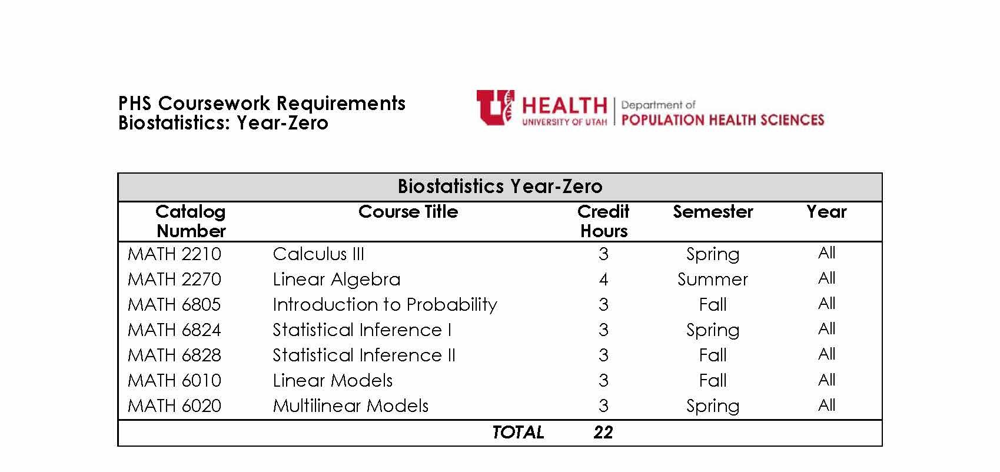 PHS Coursework Requirements
Biostatistics: Year-Zero
U HEALTH
UNIVERSITY OF UTAH
Department of
POPULATION HEALTH SCIENCES
Biostatistics Year-Zero
Catalog Number Course Title Credit Hours Semester Year
MATH 2210 Calculus III 3 Spring All
MATH 2270 Linear Algebra 4 Summer All
MATH 6805 Introduction to Probability 3 Fall All
MATH 6824 Statistical Inference I 3 Spring All
MATH 6828 Statistical Inference II 3 Fall All
MATH 6010 Linear Models 3 Fall All
MATH 6020 Multilinear Models 3 Spring All
TOTAL 22